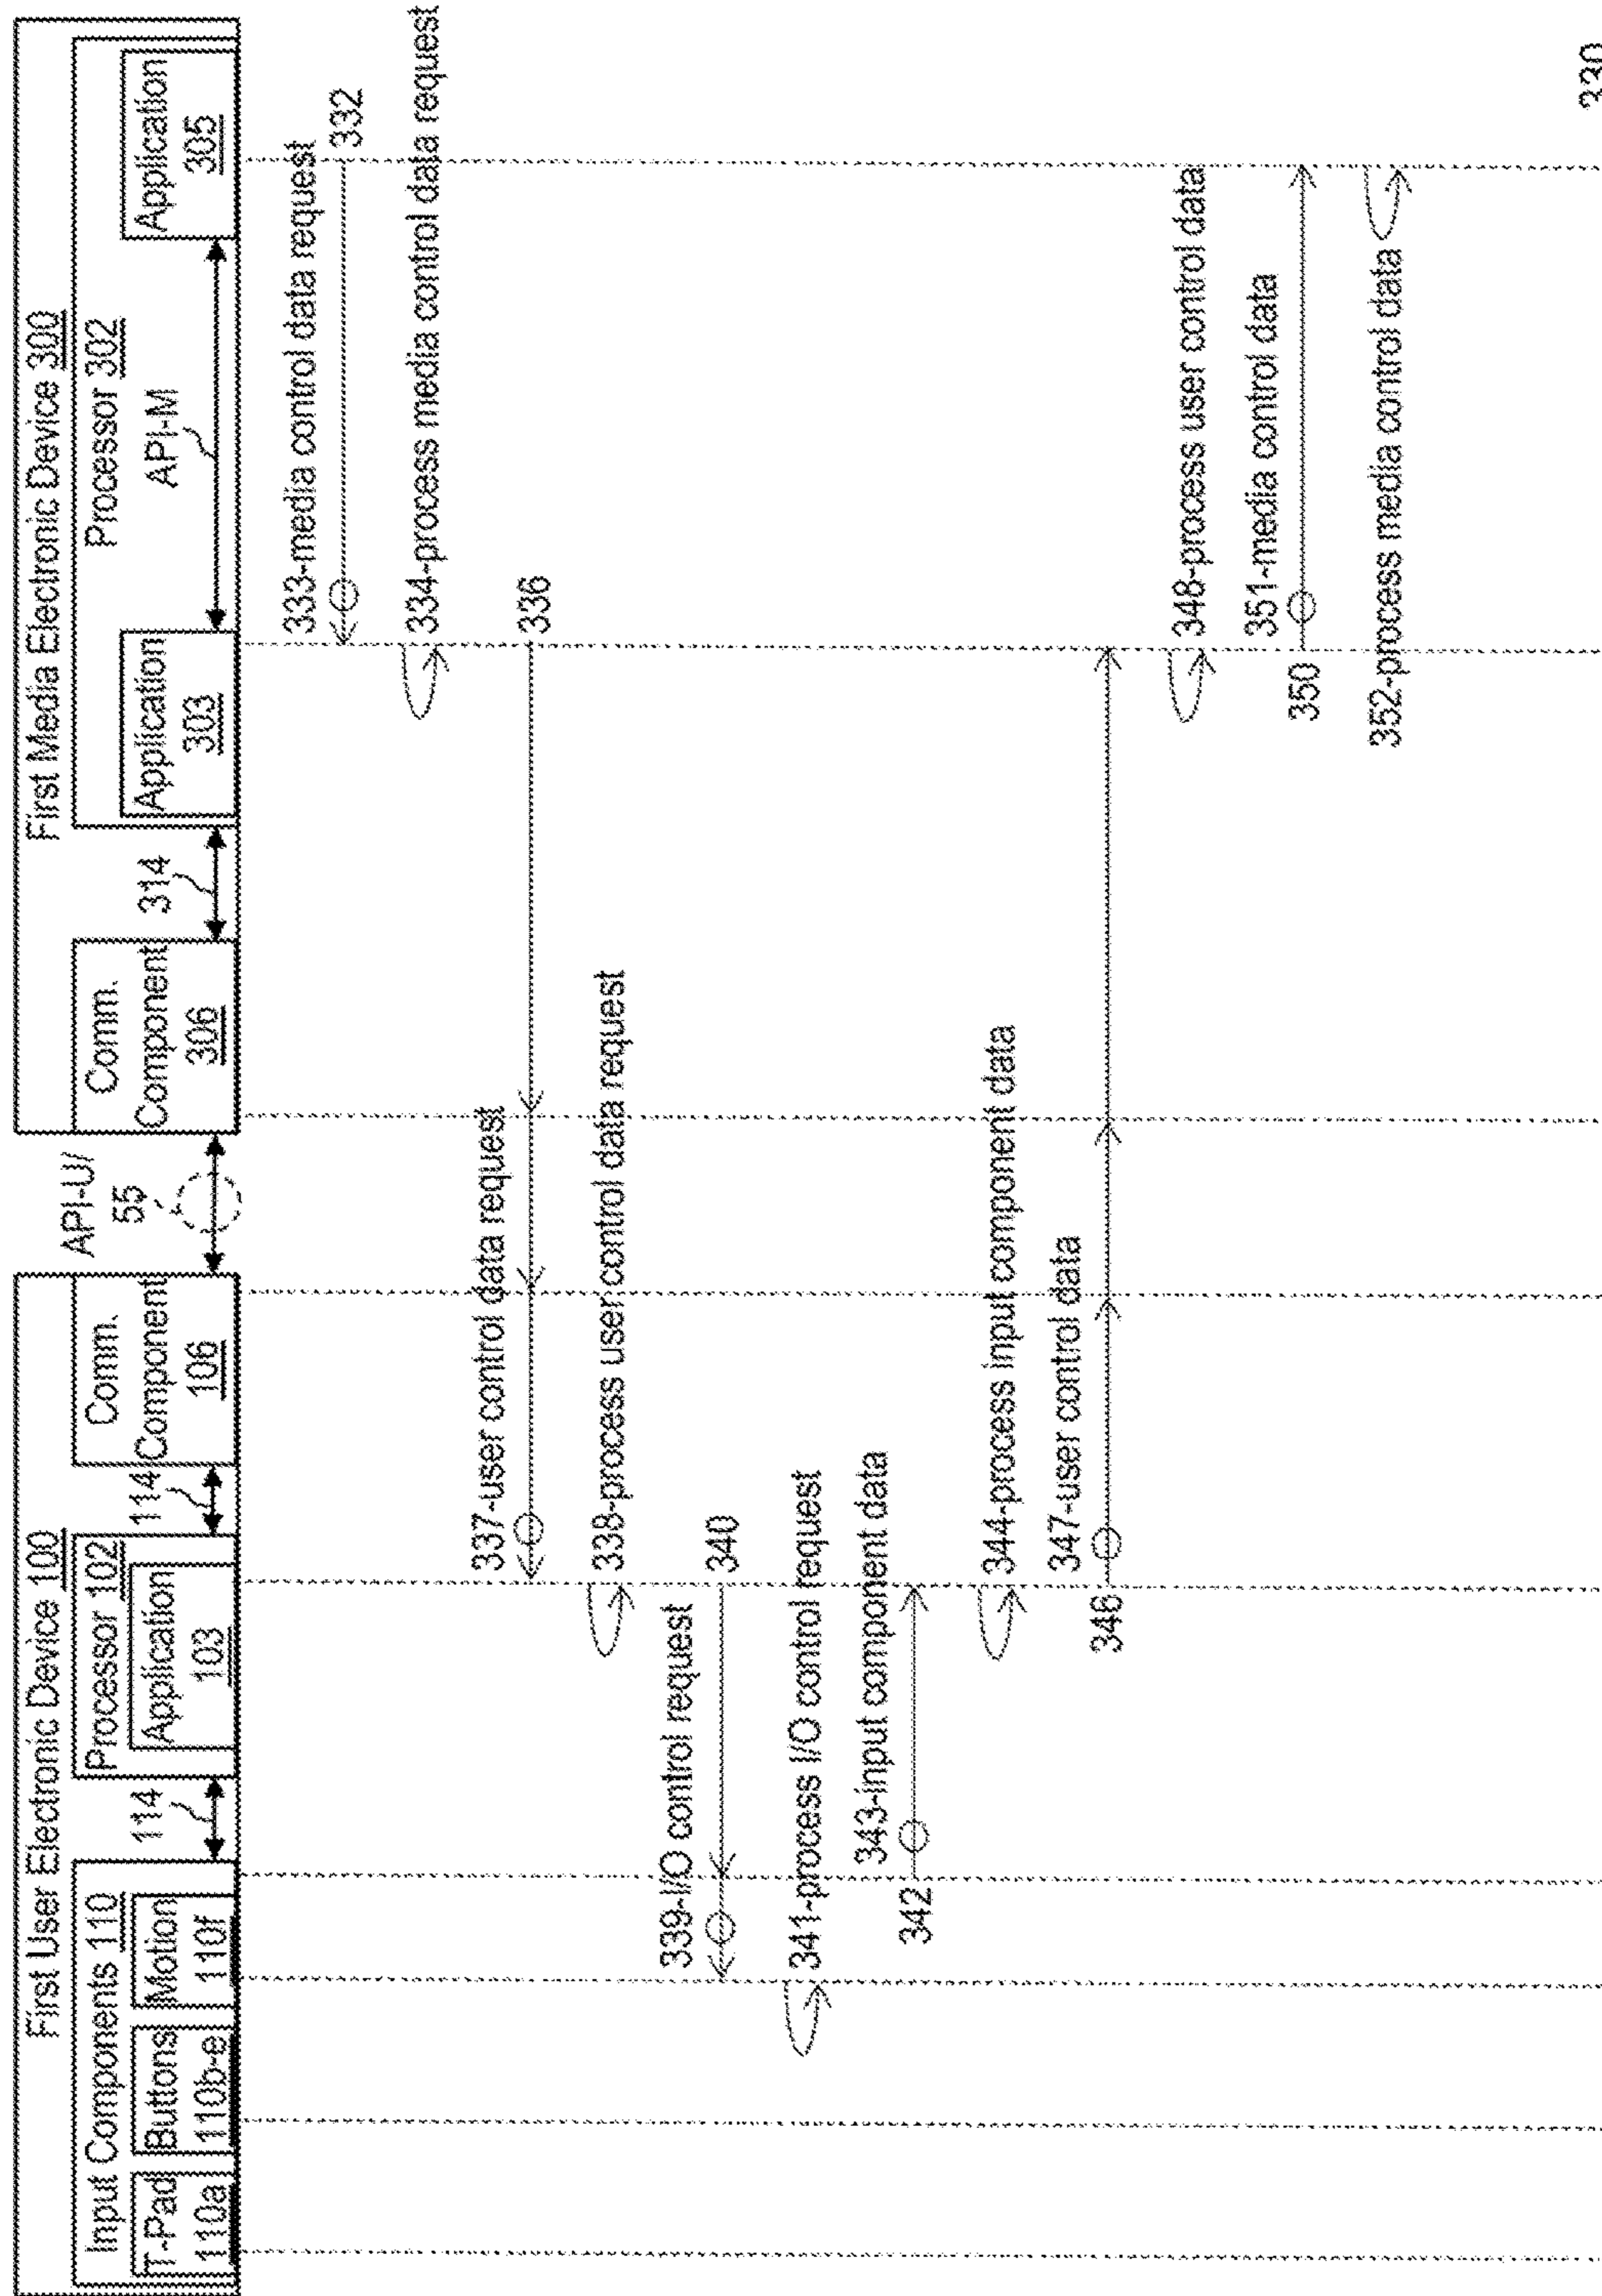 First User Electronic Device 100
Input Components 110
T-Pad
110a
Buttons
110b-e
Motion
110f
114
Processor 102
Application
103
114
Comm.
Component
106
API-U/
55
First Media Electronic Device 300
Comm.
Component
306
314
Processor 302
Application
303
API-M
Application
305
333-media control data request
332
334-process media control data request
336
337-user control data request
338-process user control data request
339-I/O control request
340
341-process I/O control request
343-input component data
342
344-process input component data
347-user control data
346
348-process user control data
351-media control data
350
352-process media control data
330